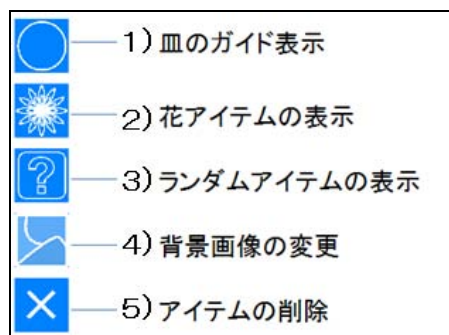 1)皿のガイド表示
2)花アイテムの表示
?
3)ランダムアイテムの表示
4)背景画像の変更
5)アイテムの削除